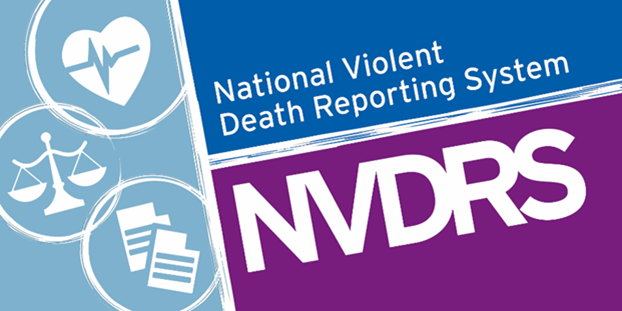 National Violent
Death Reporting System
NVDRS